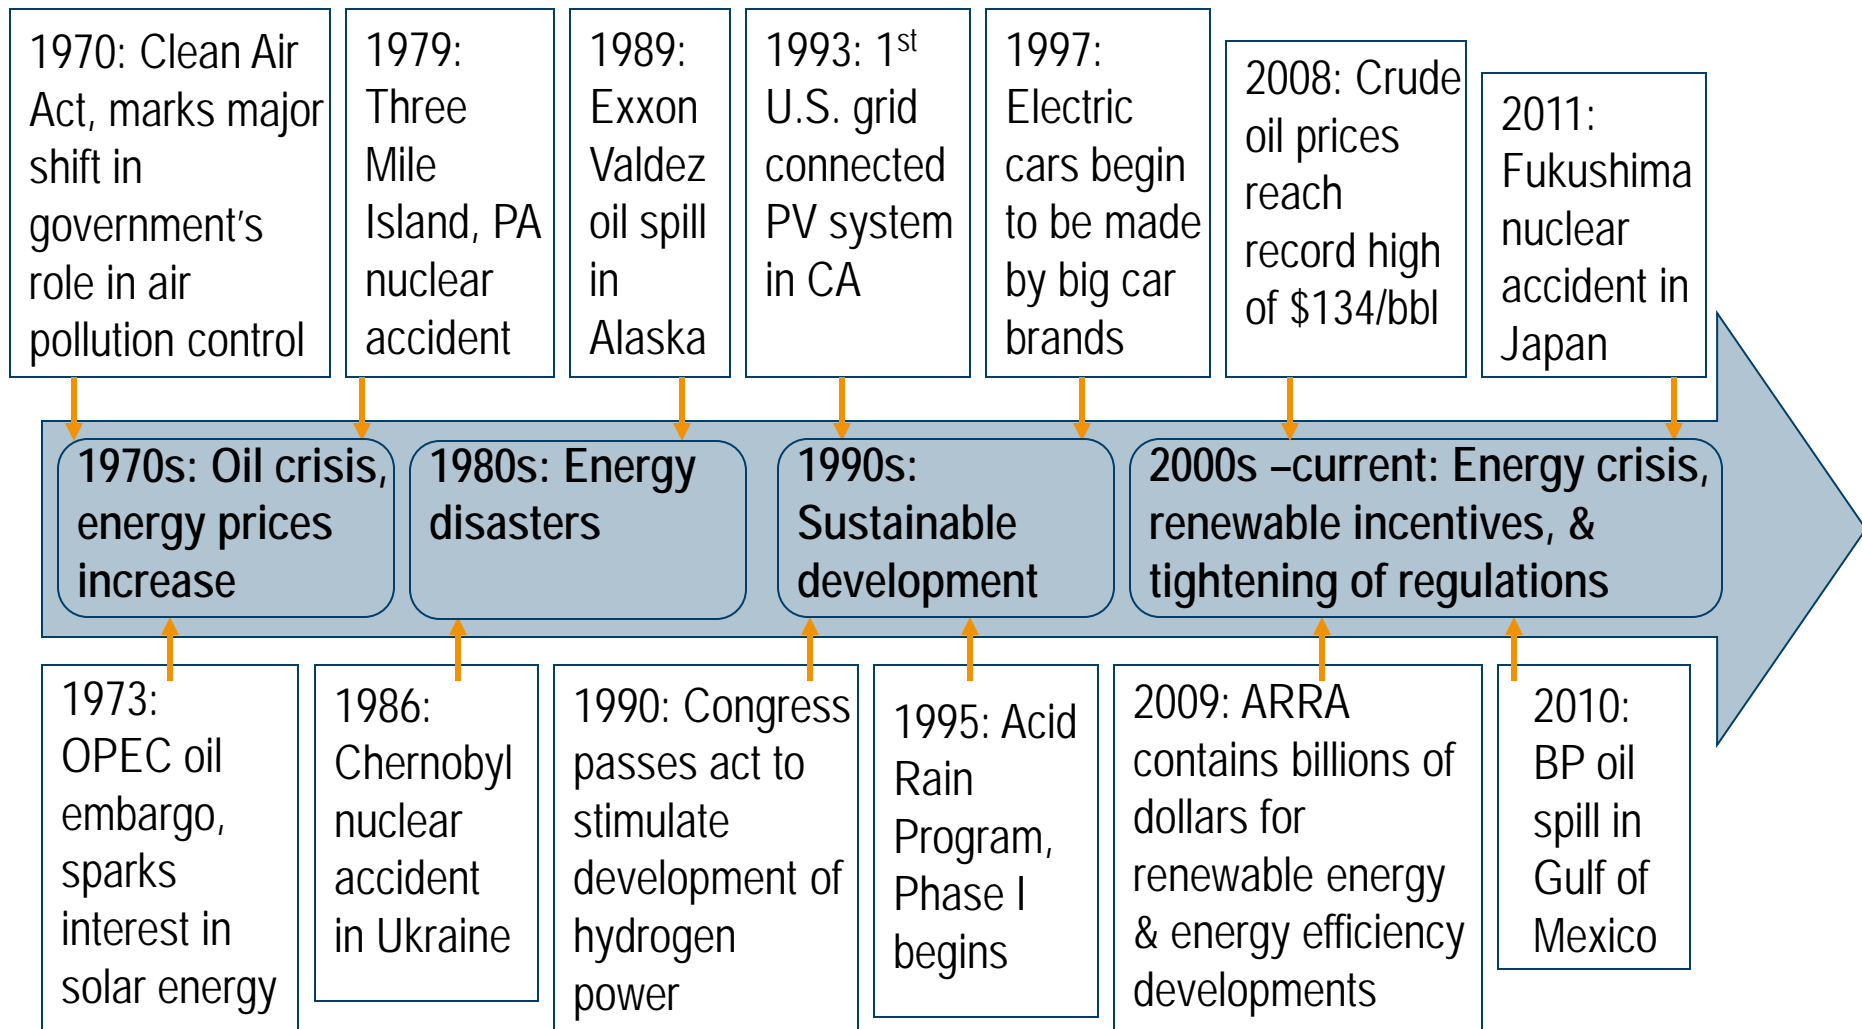 1970: Clean Air
Act, marks major
shift in
government’s
role in air
pollution control
1979:
Three
Mile
Island, PA
nuclear
accident
1989:
Exxon
Valdez
oil spill
in
Alaska
1993: 1st
U.S. grid
connected
PV system
in CA
1997:
Electric
cars begin
to be made
by big car
brands
2008: Crude
oil prices
reach
record high
of $134/bbl
2011:
Fukushima
nuclear
accident in
Japan
1970s: Oil crisis,
energy prices
increase
1980s: Energy
disasters
1990s:
Sustainable
development
2000s –current: Energy crisis,
renewable incentives, &
tightening of regulations
1973:
OPEC oil
embargo,
sparks
interest in
solar energy
1986:
Chernobyl
nuclear
accident
in Ukraine
1990: Congress
passes act to
stimulate
development of
hydrogen
power
1995: Acid
Rain
Program,
Phase I
begins
2009: ARRA
contains billions of
dollars for
renewable energy
& energy efficiency
developments
2010:
BP oil
spill in
Gulf of
Mexico